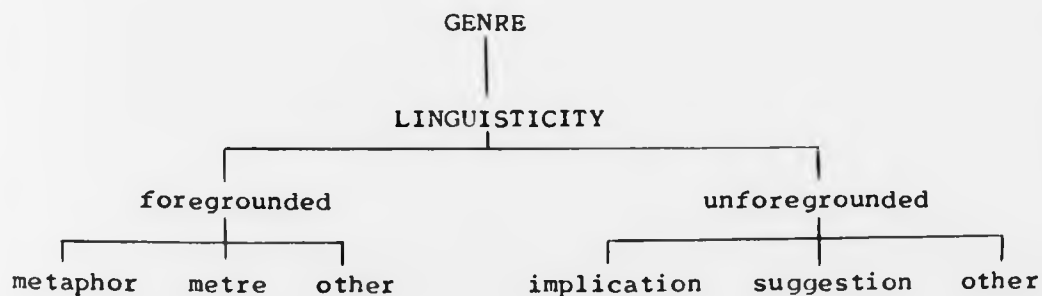 GENRE
LINGUISTICITY
foregrounded unforegrounded
metaphor metre other implication suggestion other